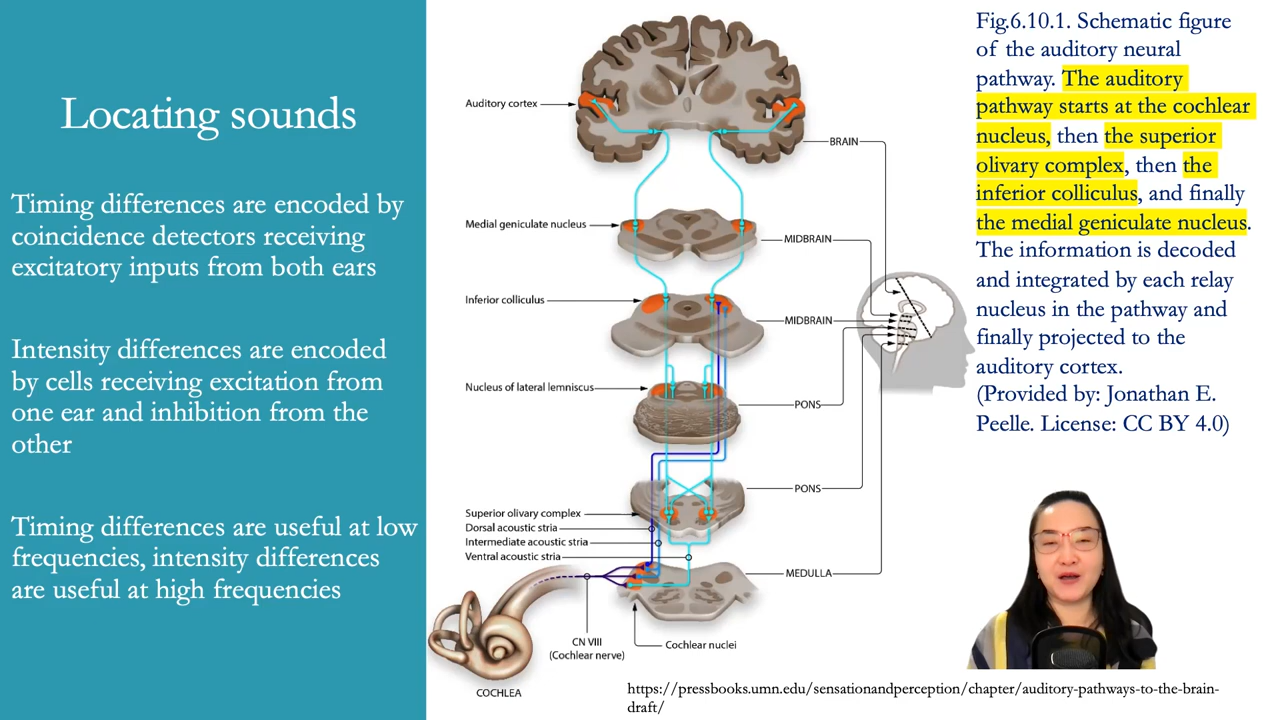 Locating sounds
Timing differences are encoded by
coincidence detectors receiving
excitatory inputs from both ears
Intensity differences are encoded
by cells receiving excitation from
one ear and inhibition from the
other
Timing differences are useful at low
frequencies, intensity differences
are useful at high frequencies
Auditory cortex
BRAIN
Medial geniculate nucleus
MIDBRAIN
Inferior colliculus
MIDBRAIN
Nucleus of lateral lemniscus
PONS
PONS
Superior olivary complex
Dorsal acoustic stria
Intermediate acoustic stria
Ventral acoustic stria
MEDULLA
CN VIII
(Cochlear nerve)
Cochlear nuclei
COCHLEA
Fig.6.10.1. Schematic figure
of the auditory neural
pathway. The auditory
pathway starts at the cochlear
nucleus, then the superior
olivary complex, then the
inferior colliculus, and finally
the medial geniculate nucleus.
The information is decoded
and integrated by each relay
nucleus in the pathway and
finally projected to the
auditory cortex.
(Provided by: Jonathan E.
Peelle. License: CC BY 4.0)
https://pressbooks.umn.edu/sensationandperception/chapter/auditory-pathways-to-the-brain-
draft/